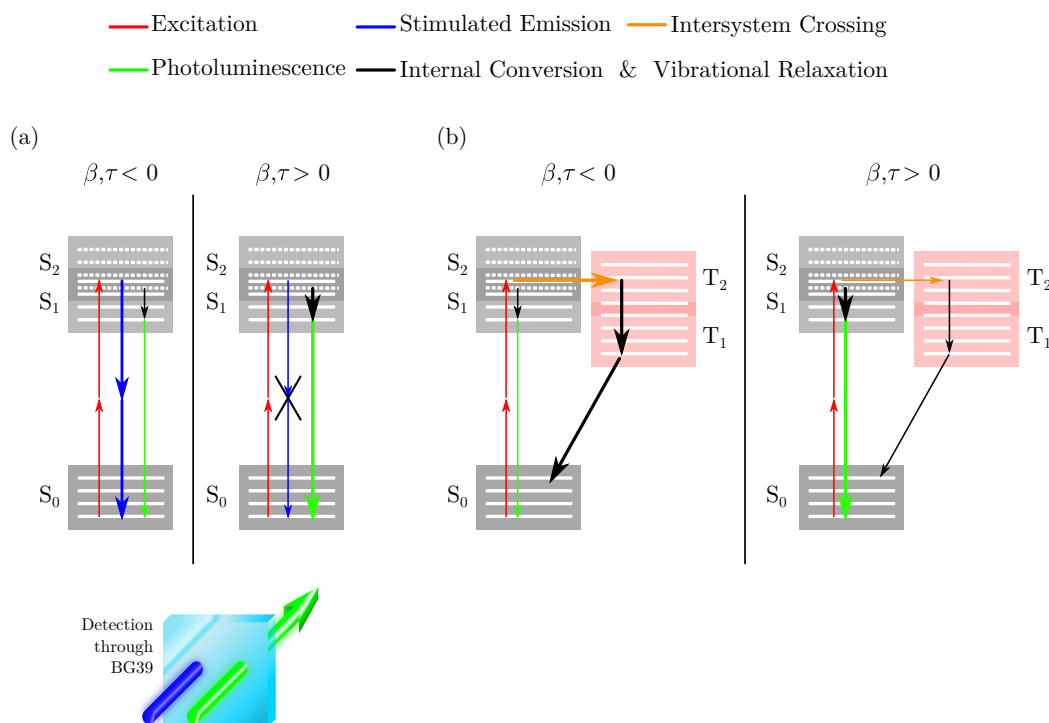 Excitation Stimulated Emission Intersystem Crossing
Photoluminescence Internal Conversion & Vibrational Relaxation
(a) (b)
β,τ < 0 β,τ > 0 β,τ < 0 β,τ > 0
S₂ S₂ S₂ T₂ S₂ T₂
S₁ S₁ S₁ T₁ S₁ T₁
S₀ S₀ S₀ S₀
Detection
through
BG39